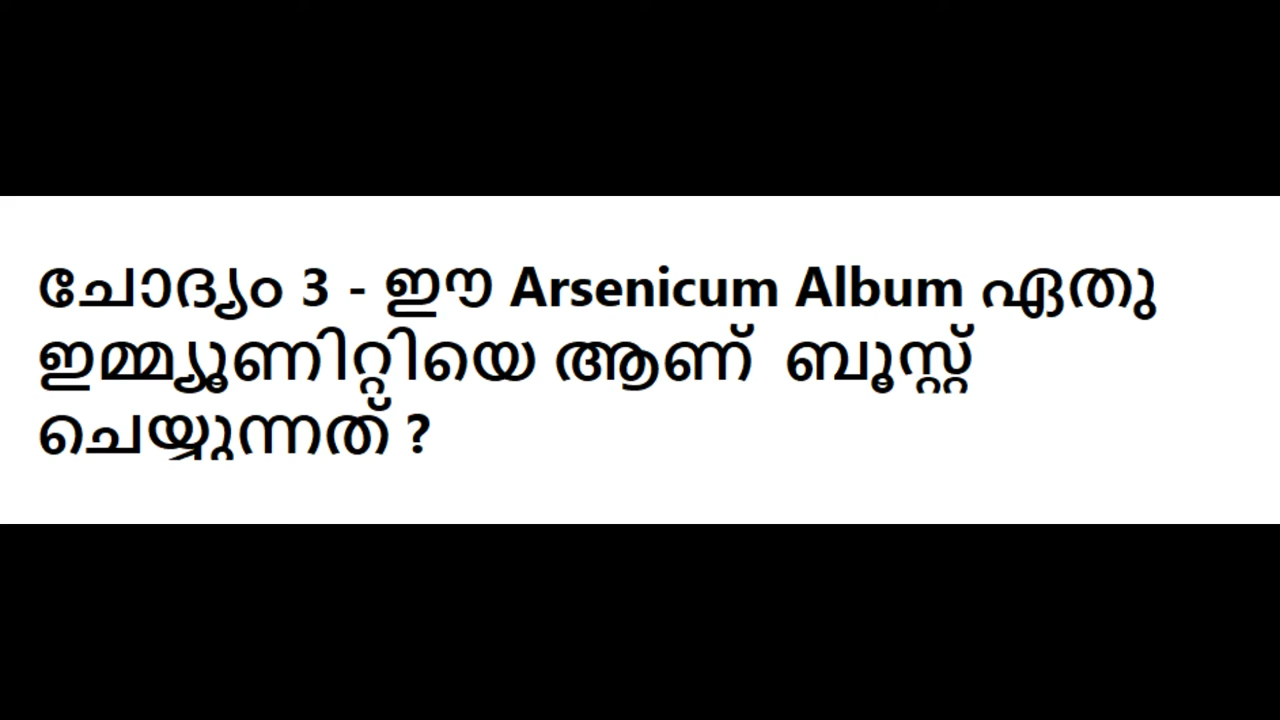 ചോദ്യം 3 - ഈ Arsenicum Album ഏതു
ഇമ്മ്യൂണിറ്റിയെ ആണ് ബൂസ്റ്റ്
ചെയ്യുന്നത് ?